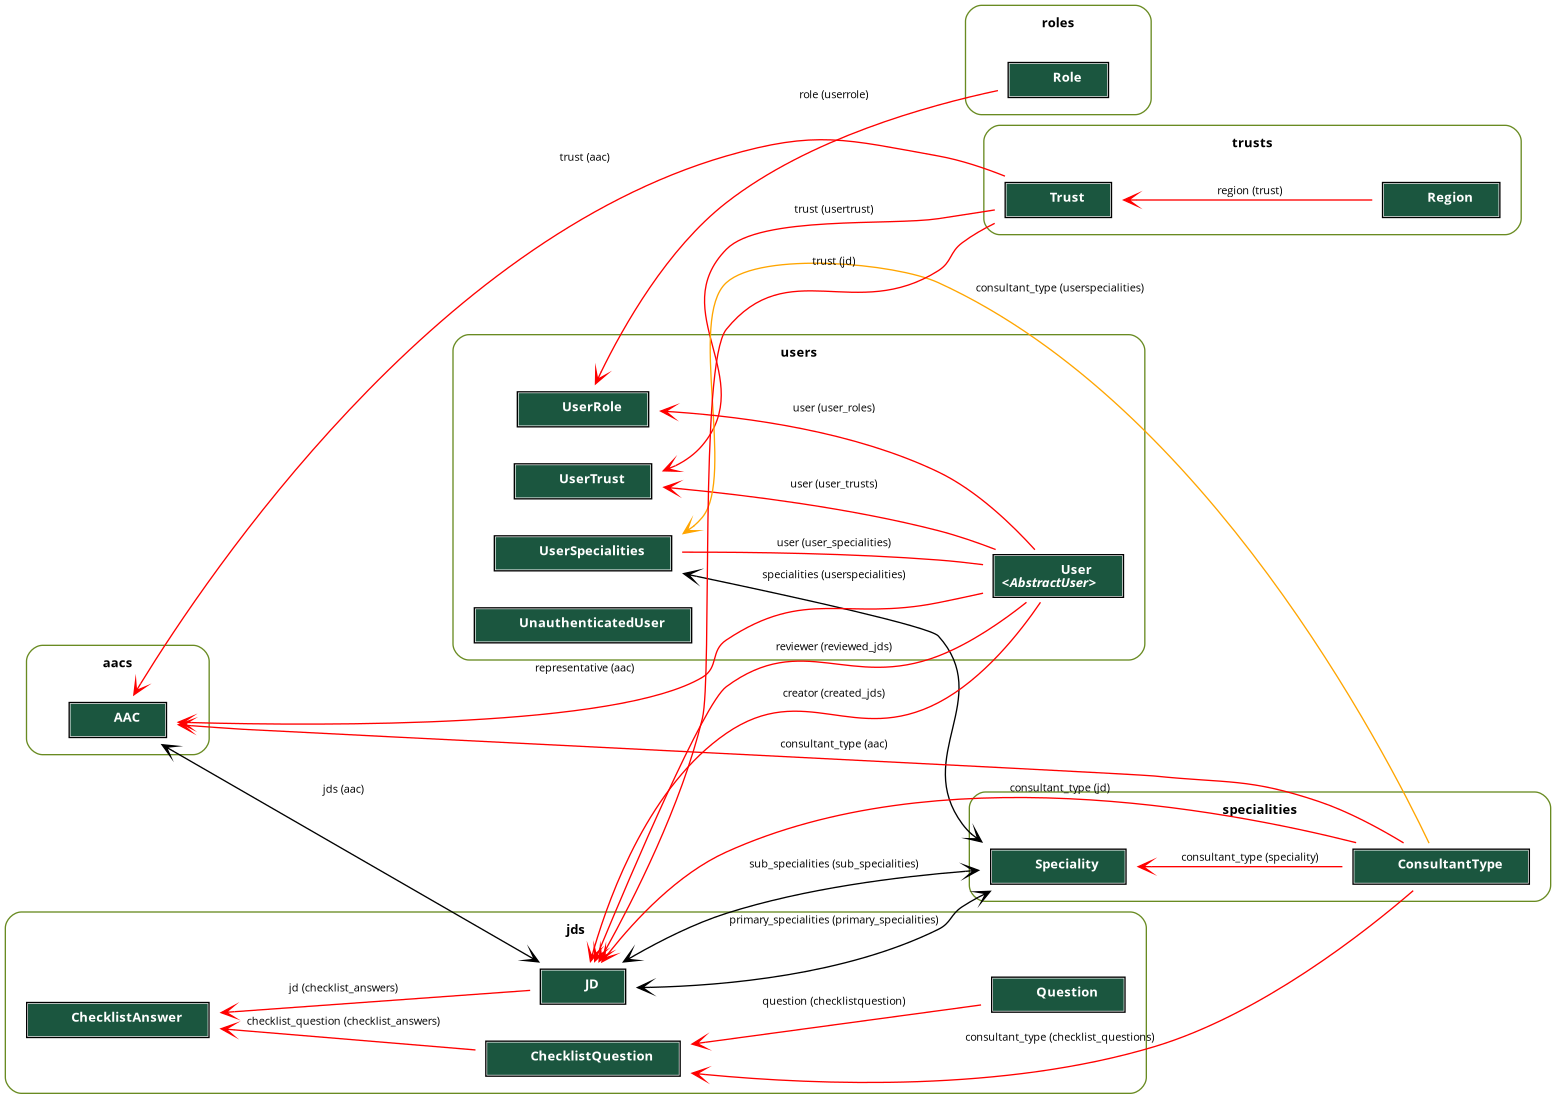 roles
Role
role (userrole)
trusts
trust (aac)
Trust
region (trust)
Region
trust (usertrust)
trust (jd)
consultant_type (userspecialities)
users
UserRole
user (user_roles)
UserTrust
user (user_trusts)
UserSpecialities
user (user_specialities)
User
<AbstractUser>
specialities (userspecialities)
UnauthenticatedUser
reviewer (reviewed_jds)
aacs
representative (aac)
creator (created_jds)
AAC
consultant_type (aac)
jds (aac)
consultant_type (jd)
specialities
sub_specialities (sub_specialities)
Speciality
consultant_type (speciality)
ConsultantType
primary_specialities (primary_specialities)
jds
JD
jd (checklist_answers)
Question
question (checklistquestion)
ChecklistAnswer
checklist_question (checklist_answers)
consultant_type (checklist_questions)
ChecklistQuestion